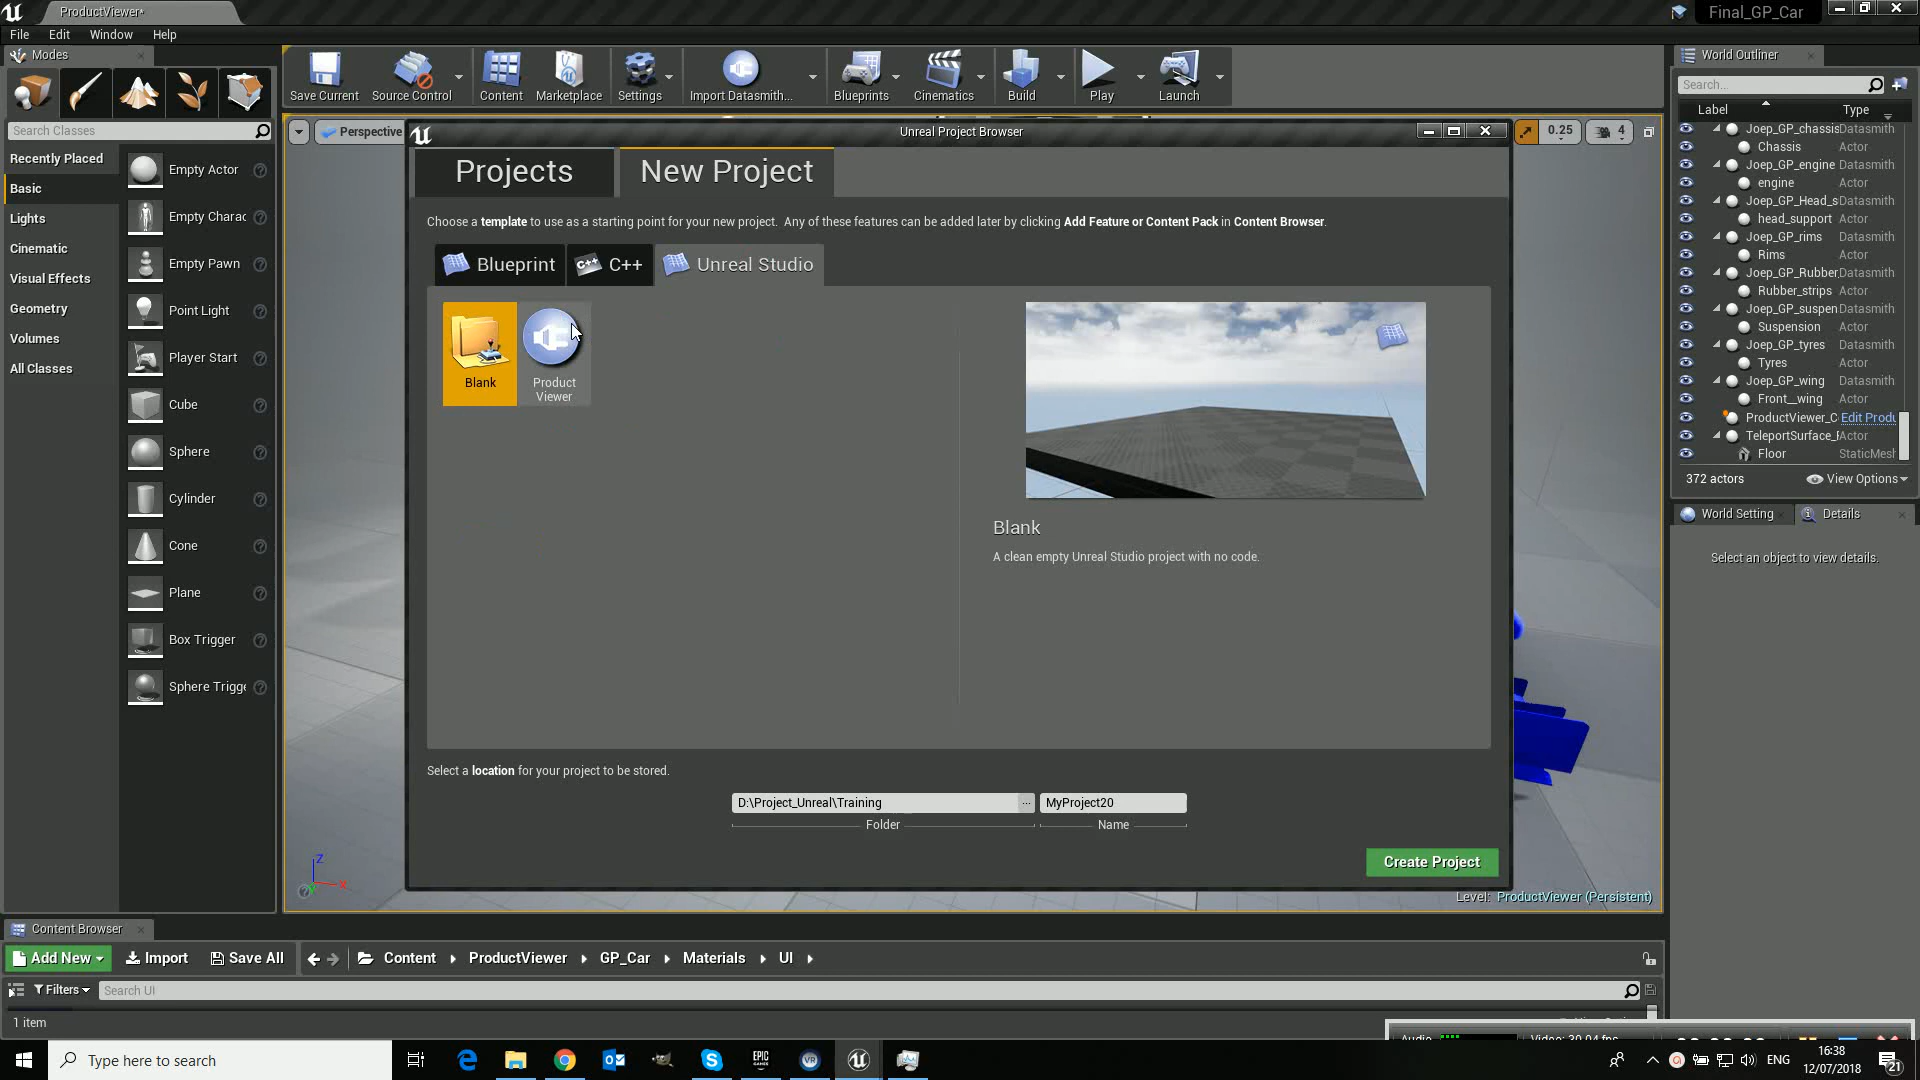 ProductViewer*
Final_GP_Car
File Edit Window Help
Modes
Search Classes
Recently Placed
Basic
Lights
Cinematic
Visual Effects
Geometry
Volumes
All Classes
Empty Actor
Empty Charac
Empty Pawn
Point Light
Player Start
Cube
Sphere
Cylinder
Cone
Plane
Box Trigger
Sphere Trigge
Save Current
Source Control
Content
Marketplace
Settings
Import Datasmith...
Blueprints
Cinematics
Build
Play
Launch
Perspective
0.25
4
Unreal Project Browser
Projects
New Project
Choose a template to use as a starting point for your new project. Any of these features can be added later by clicking Add Feature or Content Pack in Content Browser.
Blueprint
C++
Unreal Studio
Blank
Product
Viewer
Blank
A clean empty Unreal Studio project with no code.
Select a location for your project to be stored.
D:\Project_Unreal\Training
...
MyProject20
Folder
Name
Create Project
Z
X
Y
Level: ProductViewer (Persistent)
World Outliner
Search...
Label Type
Joep_GP_chassis Datasmith
Chassis Actor
Joep_GP_engine Datasmith
engine Actor
Joep_GP_Head_s Datasmith
head_support Actor
Joep_GP_rims Datasmith
Rims Actor
Joep_GP_Rubber_ Datasmith
Rubber_strips Actor
Joep_GP_suspen Datasmith
Suspension Actor
Joep_GP_tyres Datasmith
Tyres Actor
Joep_GP_wing Datasmith
Front__wing Actor
ProductViewer_C Edit Produ
TeleportSurface_ Actor
Floor StaticMesh
372 actors
View Options
World Setting
Details
Select an object to view details.
Content Browser
Add New
Import
Save All
Content
ProductViewer
GP_Car
Materials
UI
Filters
Search UI
1 item
Type here to search
EPIC
GAMES
VR
ENG
16:38
12/07/2018
21